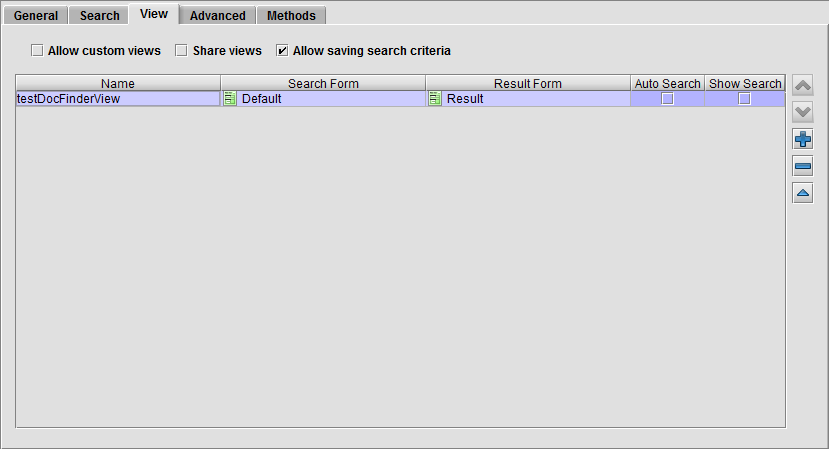 General Search View Advanced Methods
Allow custom views Share views Allow saving search criteria
Name Search Form Result Form Auto Search Show Search
testDocFinderView Default Result